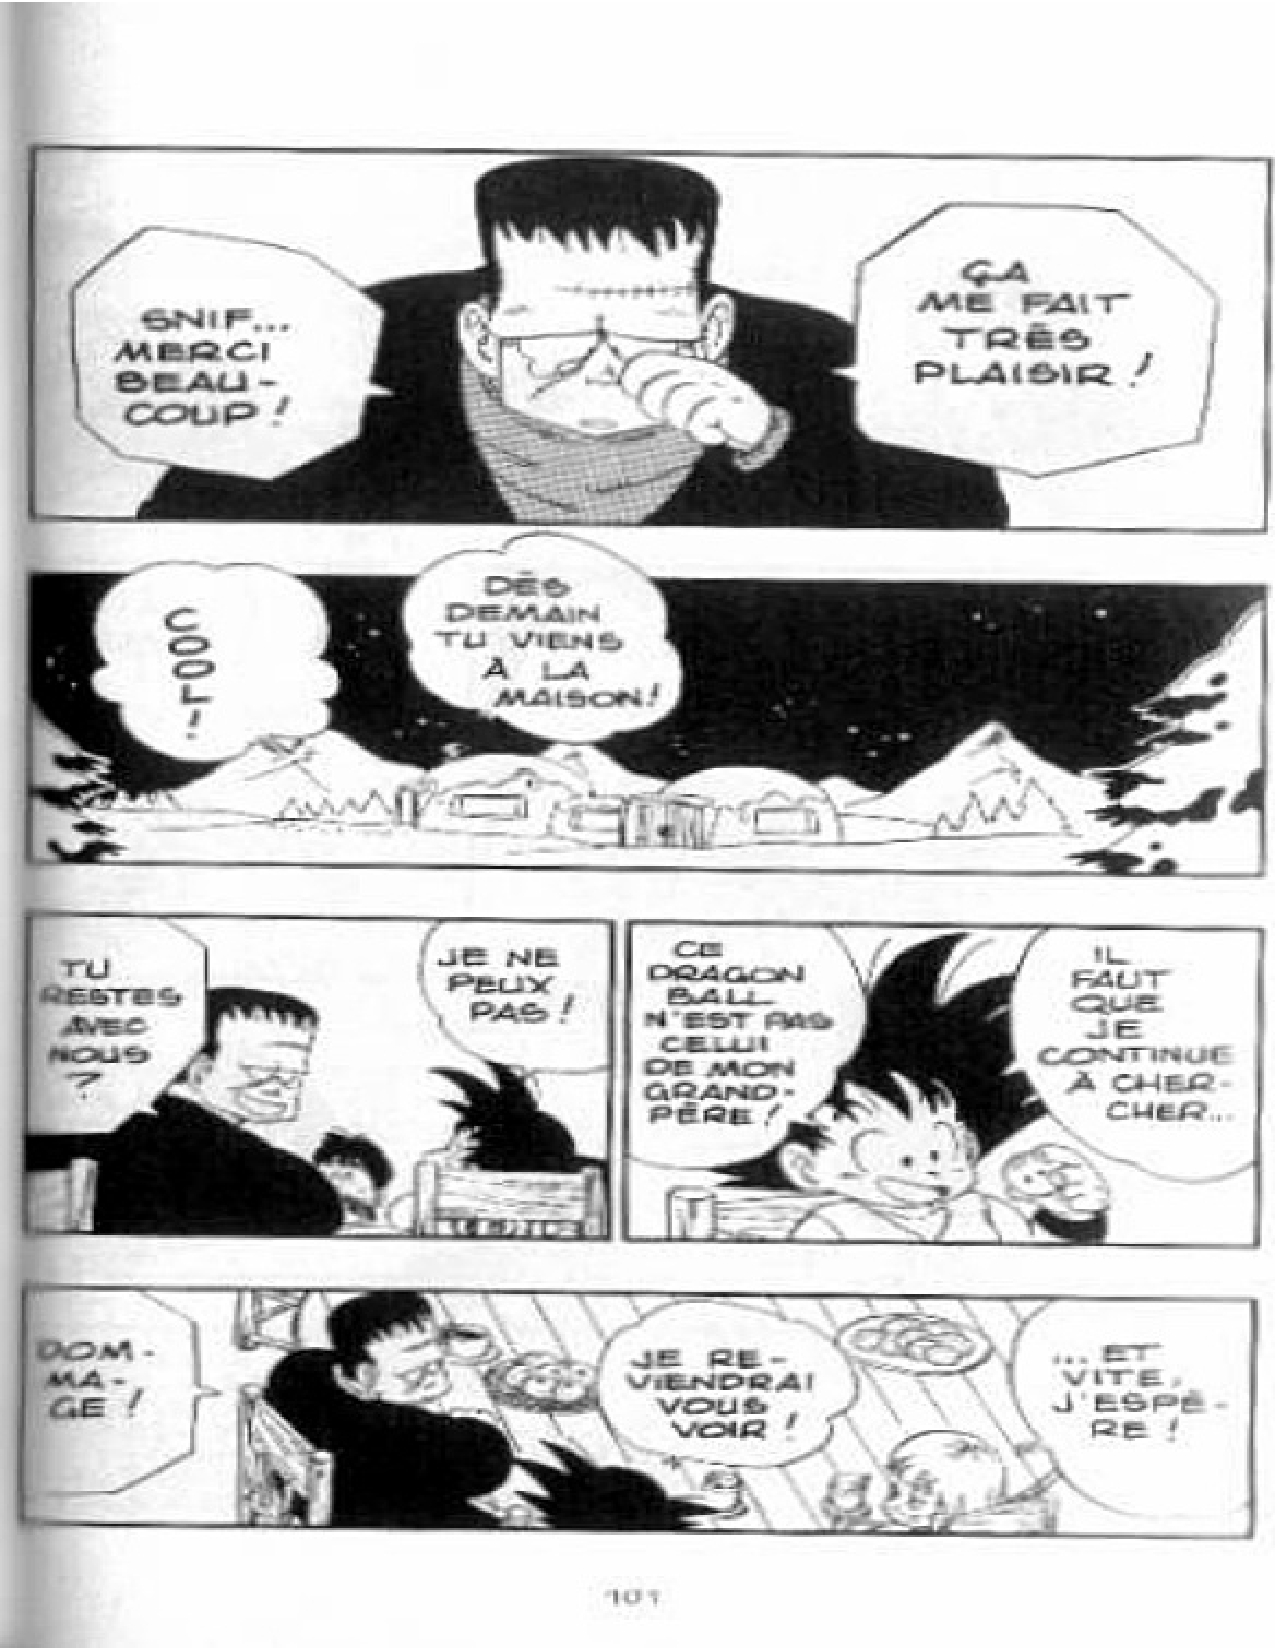 SNIF...
MERCI
BEAU-
COUP !
ÇA
ME FAIT
TRÈS
PLAISIR !
C
O
O
L
!
DÈS
DEMAIN
TU VIENS
À LA
MAISON !
TU
RESTES
AVEC
NOUS
?
JE NE
PEUX
PAS !
CE
DRAGON
BALL
N'EST PAS
CELUI
DE MON
GRAND-
PÈRE !
IL
FAUT
QUE
JE
CONTINUE
À CHER-
CHER...
DOM-
MA-
GE !
JE RE-
VIENDRAI
VOUS
VOIR !
... ET
VITE,
J'ESPÈ-
RE !
101